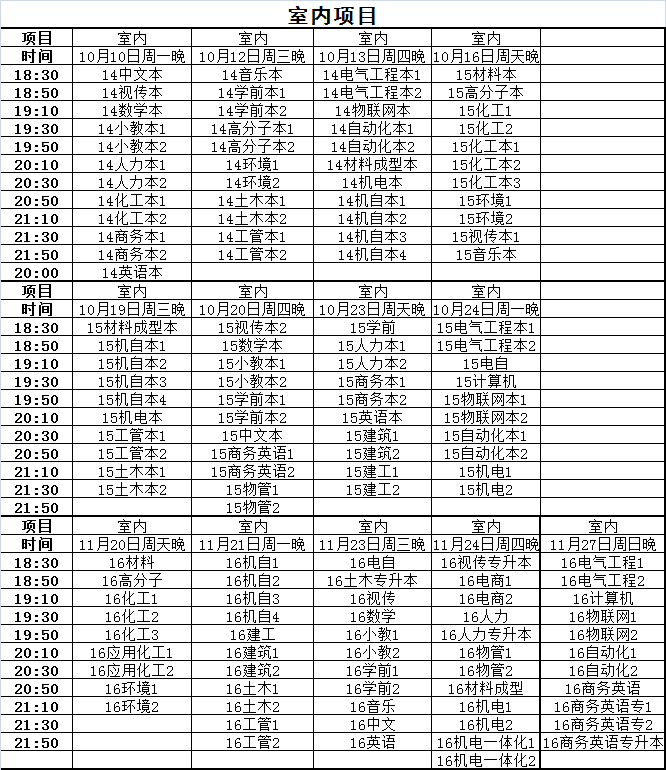 室内项目
项目 室内 室内 室内 室内
时间 10月10日周一晚 10月12日周三晚 10月13日周四晚 10月16日周天晚
18:30 14中文本 14音乐本 14电气工程本1 15材料本
18:50 14视传本 14学前本1 14电气工程本2 15高分子本
19:10 14数学本 14学前本2 14物联网本 15化工1
19:30 14小教本1 14高分子本1 14自动化本1 15化工2
19:50 14小教本2 14高分子本2 14自动化本2 15化工本1
20:10 14人力本1 14环境1 14材料成型本 15化工本2
20:30 14人力本2 14环境2 14机电本 15化工本3
20:50 14化工本1 14土木本1 14机自本1 15环境1
21:10 14化工本2 14土木本2 14机自本2 15环境2
21:30 14商务本1 14工管本1 14机自本3 15视传本1
21:50 14商务本2 14工管本2 14机自本4 15音乐本
20:00 14英语本
项目 室内 室内 室内 室内
时间 10月19日周三晚 10月20日周四晚 10月23日周天晚 10月24日周一晚
18:30 15材料成型本 15视传本2 15学前 15电气工程本1
18:50 15机自本1 15数学本 15人力本1 15电气工程本2
19:10 15机自本2 15小教本1 15人力本2 15电自
19:30 15机自本3 15小教本2 15商务本1 15计算机
19:50 15机自本4 15学前本1 15商务本2 15物联网本1
20:10 15机电本 15学前本2 15英语本 15物联网本2
20:30 15工管本1 15中文本 15建筑1 15自动化本1
20:50 15工管本2 15商务英语1 15建筑2 15自动化本2
21:10 15土木本1 15商务英语2 15建工1 15机电1
21:30 15土木本2 15物管1 15建工2 15机电2
21:50 15物管2
项目 室内 室内 室内 室内 室内
时间 11月20日周天晚 11月21日周一晚 11月23日周三晚 11月24日周四晚 11月27日周日晚
18:30 16材料 16机自1 16电自 16视传专升本 16电气工程1
18:50 16高分子 16机自2 16土木专升本 16电商1 16电气工程2
19:10 16化工1 16机自3 16视传 16电商2 16计算机
19:30 16化工2 16机自4 16数学 16人力 16物联网1
19:50 16化工3 16建工 16小教1 16人力专升本 16物联网2
20:10 16应用化工1 16建筑1 16小教2 16物管1 16自动化1
20:30 16应用化工2 16建筑2 16学前1 16物管2 16自动化2
20:50 16环境1 16土木1 16学前2 16材料成型 16商务英语
21:10 16环境2 16土木2 16音乐 16机电1 16商务英语专1
21:30 16工管1 16中文 16机电2 16商务英语专2
21:50 16工管2 16英语 16机电一体化1 16商务英语专升本
16机电一体化2